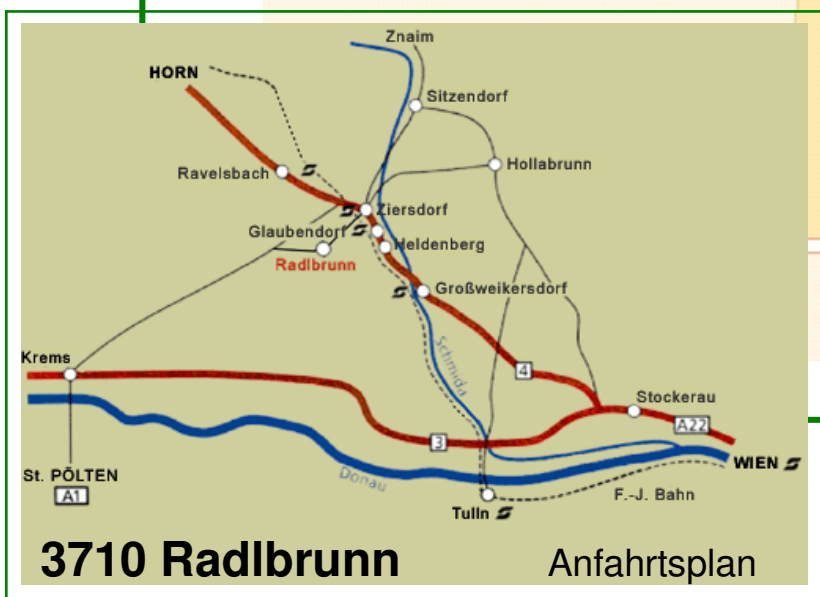 Znaim
HORN
Sitzendorf
Ravelsbach
Hollabrunn
Ziersdorf
Glaubendorf
Heldenberg
Radlbrunn
Großweikersdorf
Schmida
Krems
4
Stockerau
A22
3
WIEN
St. PÖLTEN
A1
Donau
F.-J. Bahn
Tulln
3710 Radlbrunn Anfahrtsplan